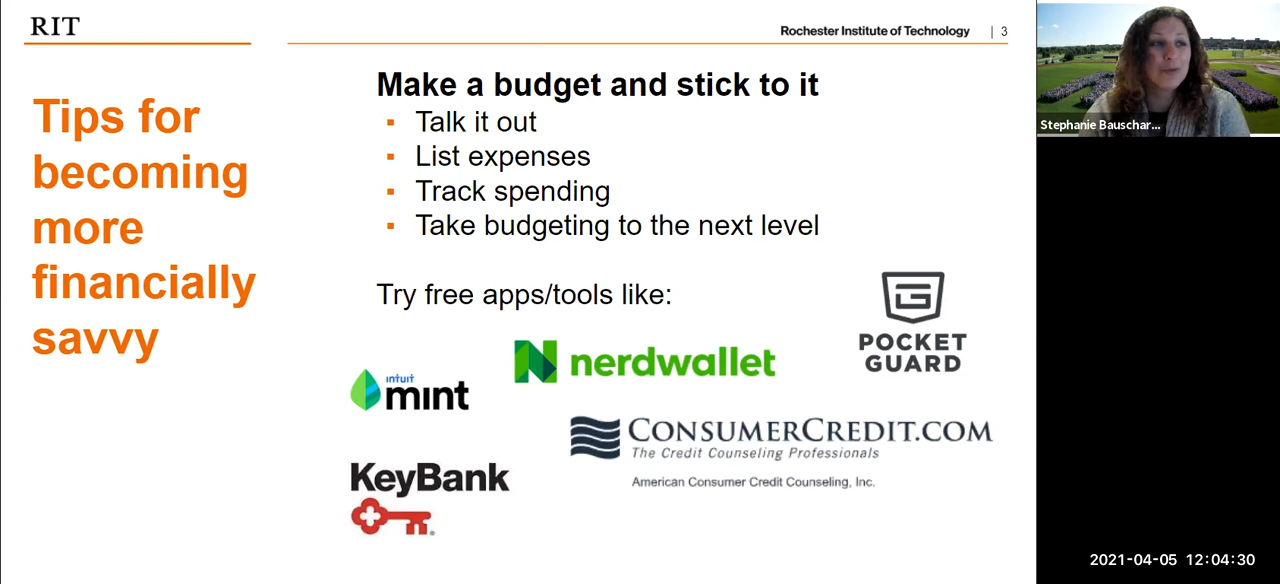 RIT
Rochester Institute of Technology | 3
Tips for
becoming
more
financially
savvy
Make a budget and stick to it
▪ Talk it out
▪ List expenses
▪ Track spending
▪ Take budgeting to the next level
Try free apps/tools like:
POCKET
GUARD
nerdwallet
intuit
mint
CONSUMERCREDIT.COM
The Credit Counseling Professionals
American Consumer Credit Counseling, Inc.
KeyBank
Stephanie Bauschar...
2021-04-05 12:04:30